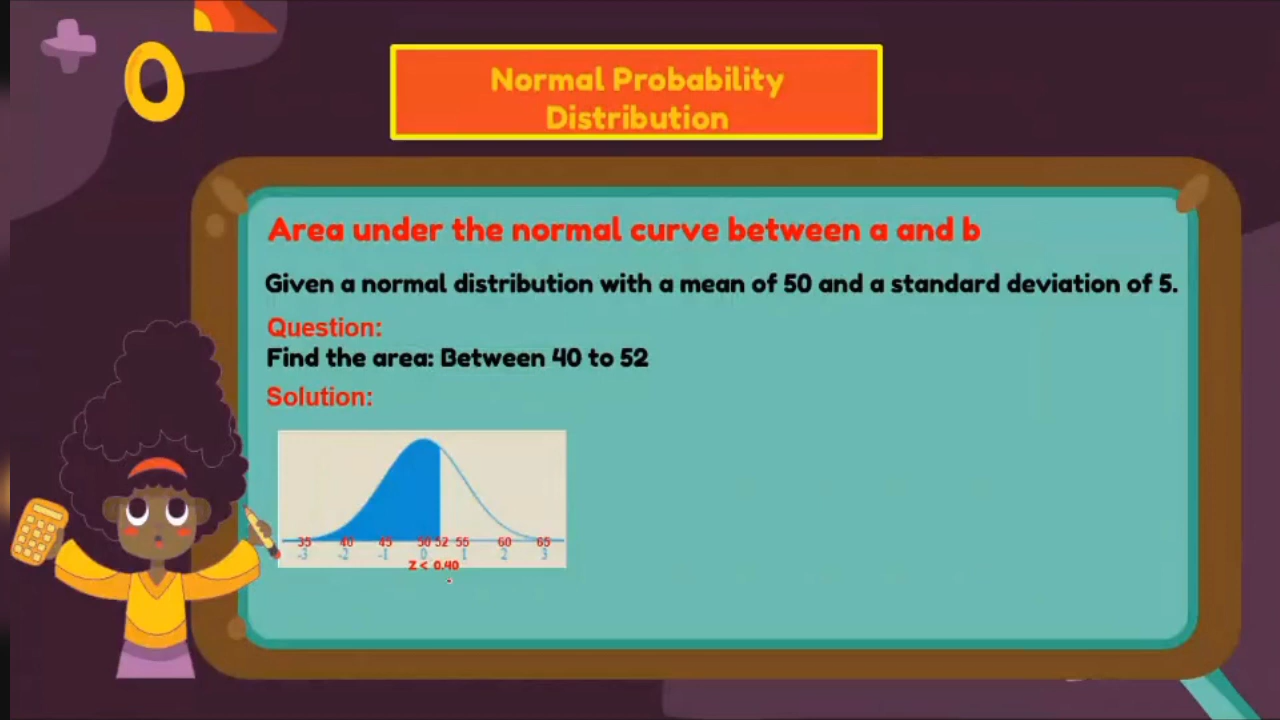 0
Normal Probability
Distribution
Area under the normal curve between a and b
Given a normal distribution with a mean of 50 and a standard deviation of 5.
Question:
Find the area: Between 40 to 52
Solution:
35 40 45 50 52 55 60 65
-3 -2 -1 0 1 2 3
Z < 0.40